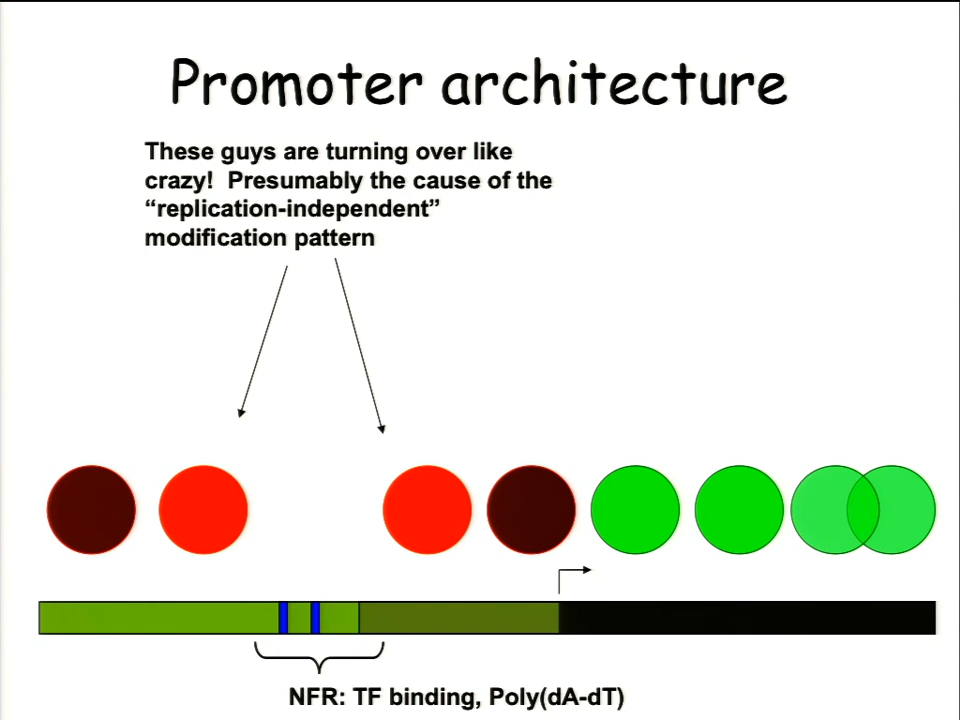 Promoter architecture
These guys are turning over like
crazy!  Presumably the cause of the
“replication-independent”
modification pattern
NFR: TF binding, Poly(dA-dT)